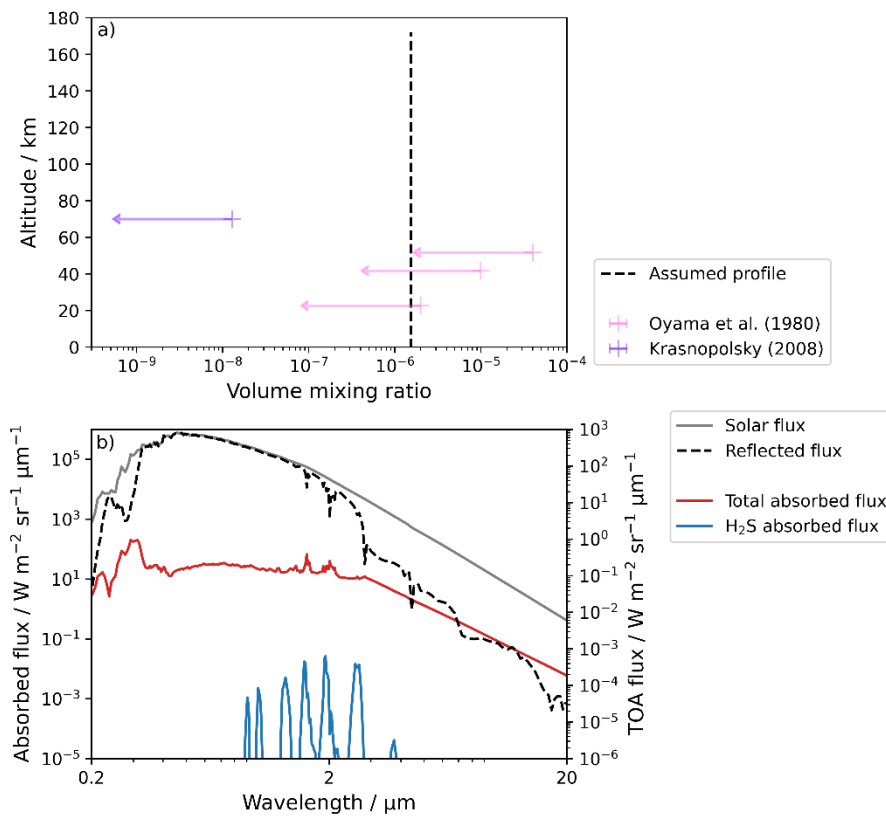 a)
180
160
140
120
100
80
60
40
20
0
Altitude / km
10⁻⁹
10⁻⁸
10⁻⁷
10⁻⁶
10⁻⁵
10⁻⁴
Volume mixing ratio
Assumed profile
Oyama et al. (1980)
Krasnopolsky (2008)
b)
10⁵
10³
10¹
10⁻¹
10⁻³
10⁻⁵
Absorbed flux / W m⁻² sr⁻¹ µm⁻¹
10³
10²
10¹
10⁰
10⁻¹
10⁻²
10⁻³
10⁻⁴
10⁻⁵
10⁻⁶
TOA flux / W m⁻² sr⁻¹ µm⁻¹
0.2
2
20
Wavelength / µm
Solar flux
Reflected flux
Total absorbed flux
H₂S absorbed flux